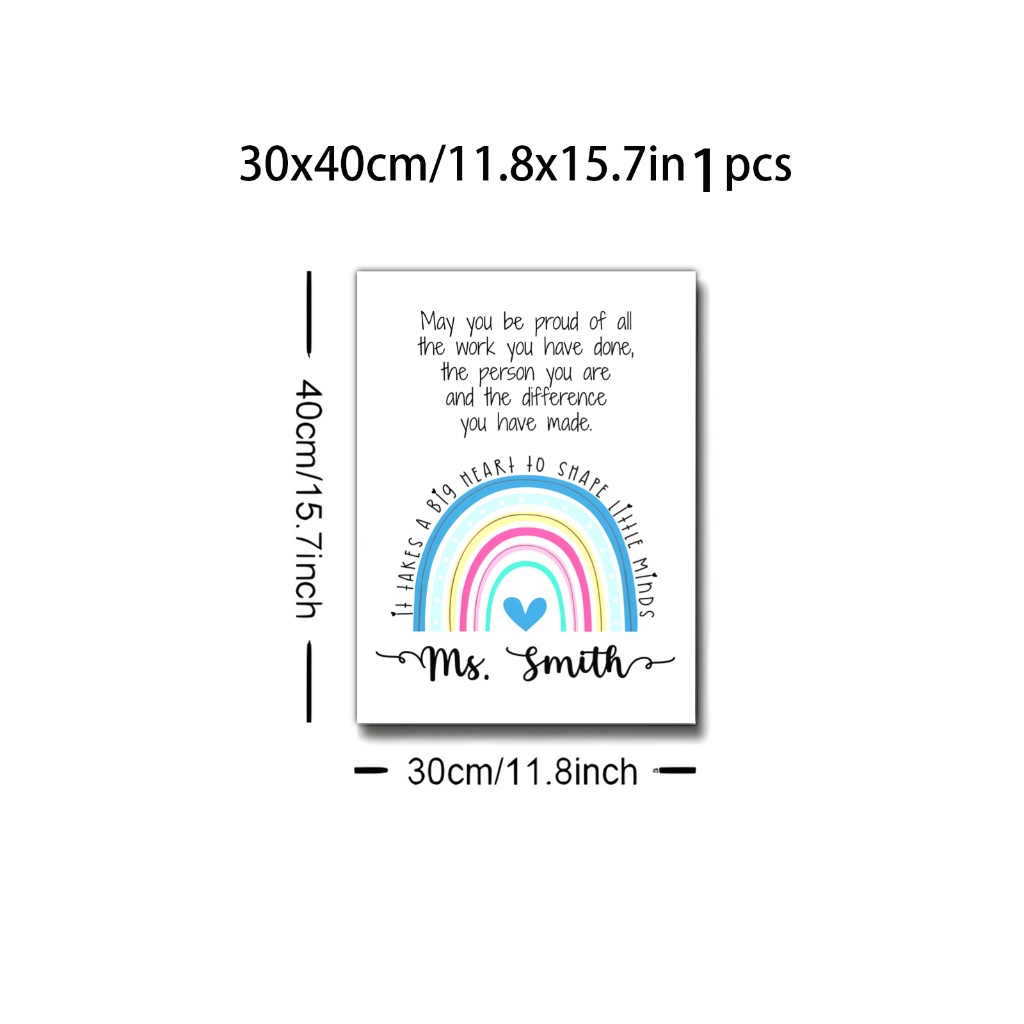 30x40cm/11.8x15.7in 1pcs
40cm/15.7inch
May you be proud of all
the work you have done,
the person you are
and the difference
you have made.
It takes a big heart to shape little minds
Ms. Smith
30cm/11.8inch